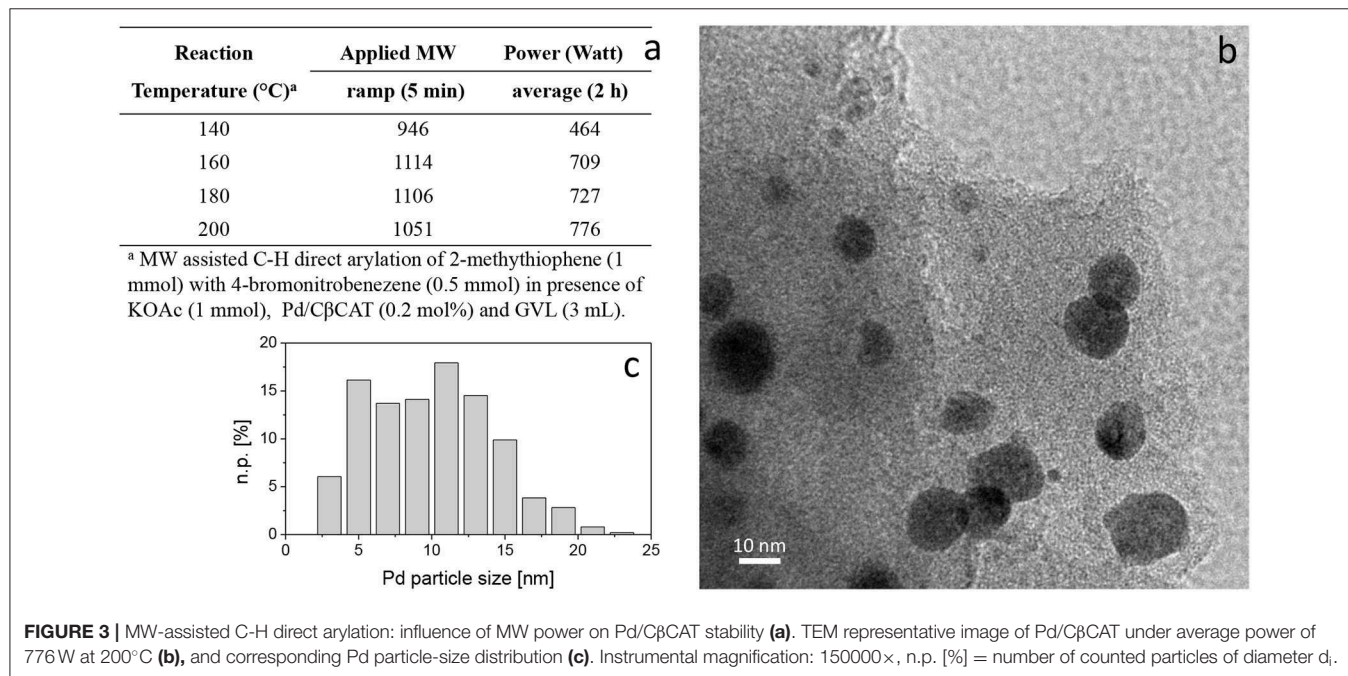 Reaction Applied MW Power (Watt) a
Temperature (°C)ᵃ ramp (5 min) average (2 h)
140 946 464
160 1114 709
180 1106 727
200 1051 776
ᵃ MW assisted C-H direct arylation of 2-methythiophene (1
mmol) with 4-bromonitrobenezene (0.5 mmol) in presence of
KOAc (1 mmol), Pd/CβCAT (0.2 mol%) and GVL (3 mL).
c
n.p. [%]
20
15
10
5
0
0 5 10 15 20 25
Pd particle size [nm]
b
10 nm
FIGURE 3 | MW-assisted C-H direct arylation: influence of MW power on Pd/CβCAT stability (a). TEM representative image of Pd/CβCAT under average power of
776 W at 200°C (b), and corresponding Pd particle-size distribution (c). Instrumental magnification: 150000×, n.p. [%] = number of counted particles of diameter dᵢ.